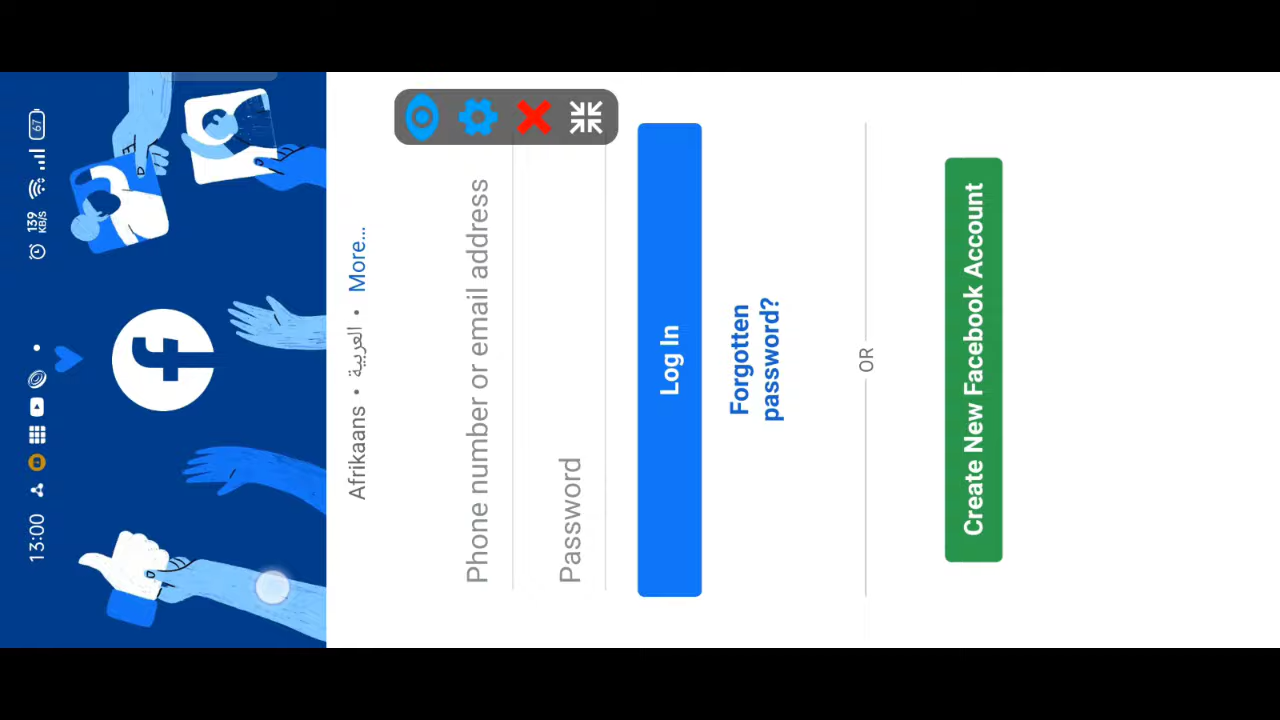 13:00
139
KB/S
67
Afrikaans • العربية • More...
Phone number or email address
Password
Log In
Forgotten
password?
OR
Create New Facebook Account